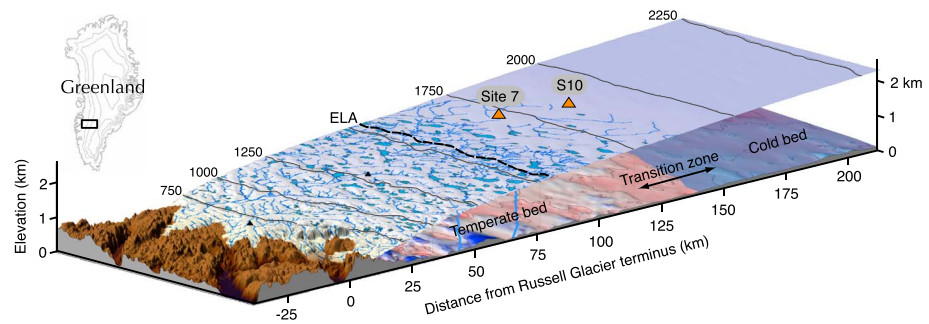 Greenland
2250
2000
1750
Site 7
S10
ELA
1250
1000
750
2 km
1
0
Cold bed
Transition zone
Temperate bed
Elevation (km)
2
1
0
-25
0
25
50
75
100
125
150
175
200
Distance from Russell Glacier terminus (km)